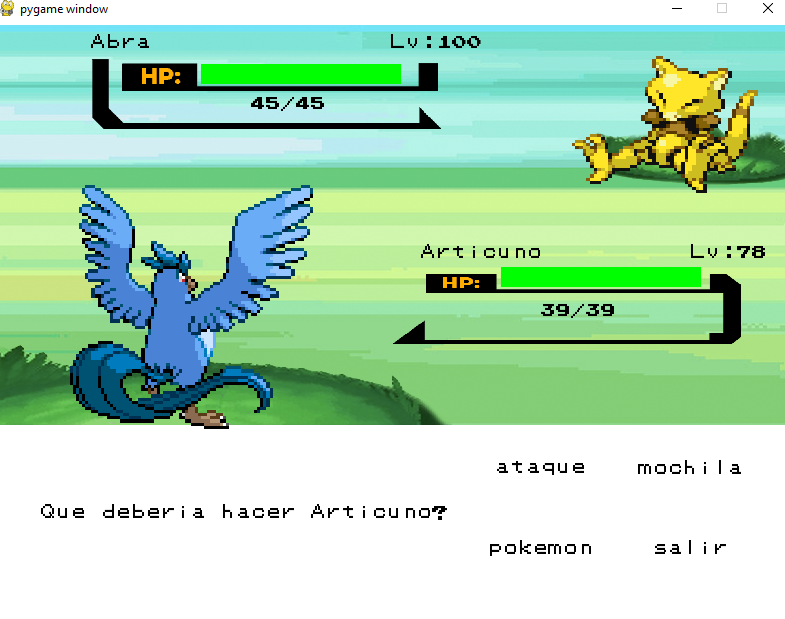 pygame window
Abra Lv:100
HP:
45/45
Articuno Lv:78
HP:
39/39
ataque mochila
Que deberia hacer Articuno?
pokemon salir